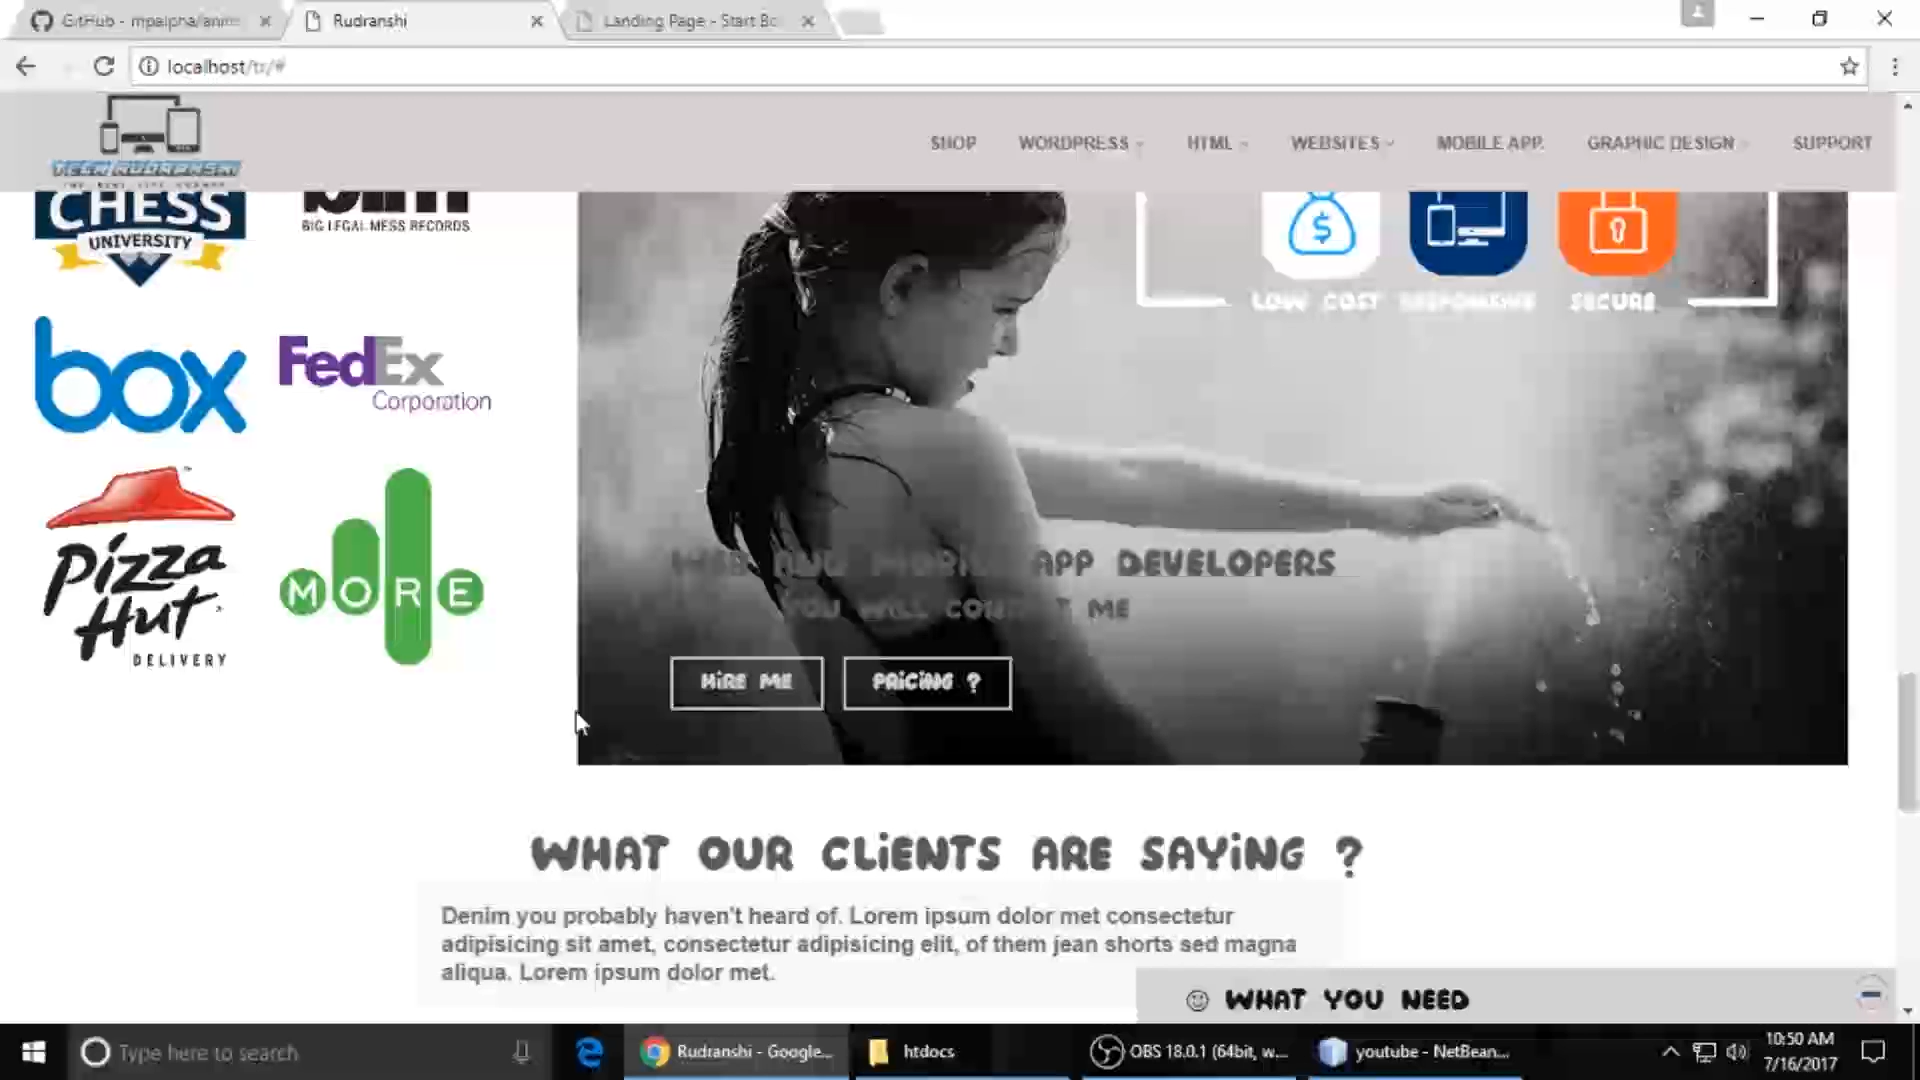 GitHub - mpalpha/anim
Rudranshi
Landing Page - Start Bo
localhost/tr/#
TECH RUDRANSHI
SHOP
WORDPRESS
HTML
WEBSITES
MOBILE APP
GRAPHIC DESIGN
SUPPORT
CHESS
UNIVERSITY
BIG LEGAL MESS RECORDS
LOW COST
RESPONSIVE
SECURE
box
FedEx
Corporation
Pizza
Hut
DELIVERY
MORE
WEB AND MOBILE APP DEVELOPERS
YOU WILL CONTACT ME
HIRE ME
PRICING ?
WHAT OUR CLIENTS ARE SAYING ?
Denim you probably haven't heard of. Lorem ipsum dolor met consectetur
adipisicing sit amet, consectetur adipisicing elit, of them jean shorts sed magna
aliqua. Lorem ipsum dolor met.
WHAT YOU NEED
Type here to search
Rudranshi - Google...
htdocs
OBS 18.0.1 (64bit, w...
youtube - NetBean...
10:50 AM
7/16/2017